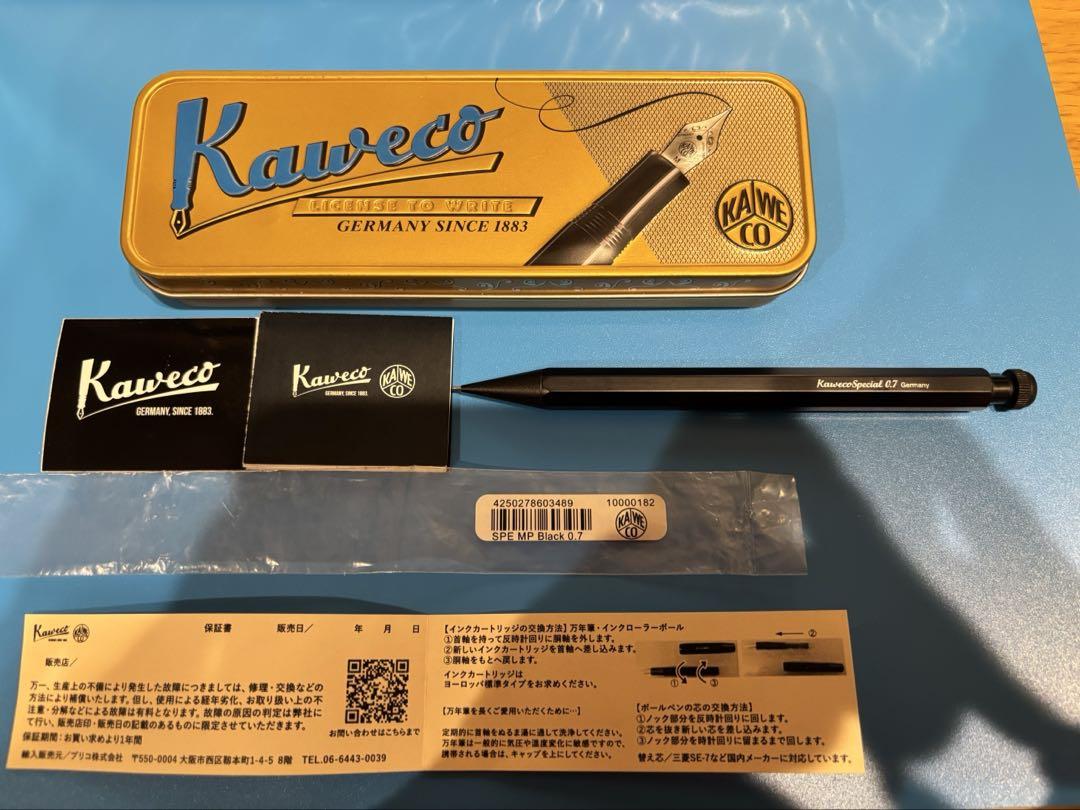 Kaweco
LICENSE TO WRITE
GERMANY SINCE 1883
KA WE CO
Kaweco
GERMANY, SINCE 1883.
Kaweco
GERMANY, SINCE 1883.
KA WE CO
KawecoSpecial 0.7 Germany
4250278603489 10000182
SPE MP Black 0.7
KA WE CO
Kaweco
保証書 販売日/ 年 月 日
販売店/
万一、生産上の不備により発生した故障につきましては、修理・交換などの
方法により補償いたします。但し、使用による経年劣化、お取り扱い上の不
注意・分解などによる故障は有料となります。故障の原因の判定は弊社に
て行い、販売店印・販売日の記載のあるものに限定させていただきます。
保証期間:お買い求めより1年間
お問い合わせはこちらまで
輸入販売元/プリコ株式会社 〒550-0004 大阪市西区靱本町1-4-5 8階 TEL.06-6443-0039
【インクカートリッジの交換方法】万年筆・インクローラーボール
①首軸を持って反時計回りに胴軸を外します。
②新しいインクカートリッジを首軸へ差し込みます。
③胴軸をもとへ戻します。
インクカートリッジは
ヨーロッパ標準タイプをお求めください。
② ① ③
【万年筆を長くご愛用いただくために…】
定期的に首軸をぬるま湯に通して洗浄してください。
万年筆は一般的に気圧や温度変化に敏感ですので、
携帯される場合は、キャップを上にしてください。
【ボールペンの芯の交換方法】
①ノック部分を反時計回りに回します。
②芯を抜き新しい芯を差し込みます。
③ノック部分を時計回りに留まるまで回します。
替え芯/三菱SE-7など国内メーカーに対応しています。